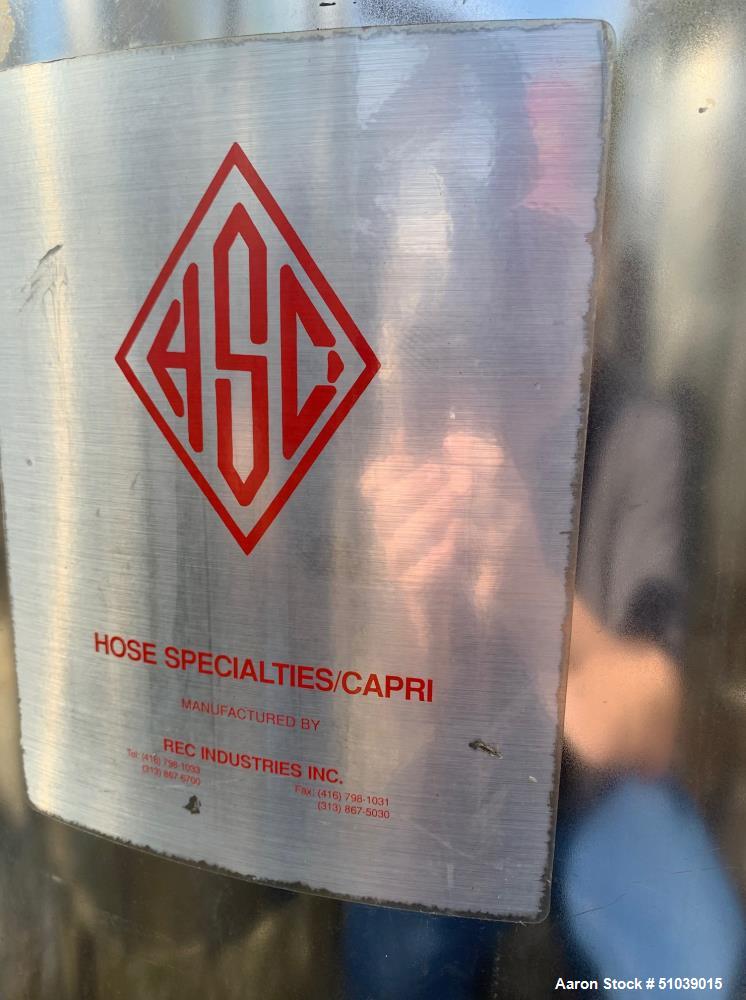 HSC
HOSE SPECIALTIES/CAPRI
MANUFACTURED BY
REC INDUSTRIES INC.
Tel: (416) 798-1033
(313) 867-6700
Fax: (416) 798-1031
(313) 867-5030
Aaron Stock # 51039015